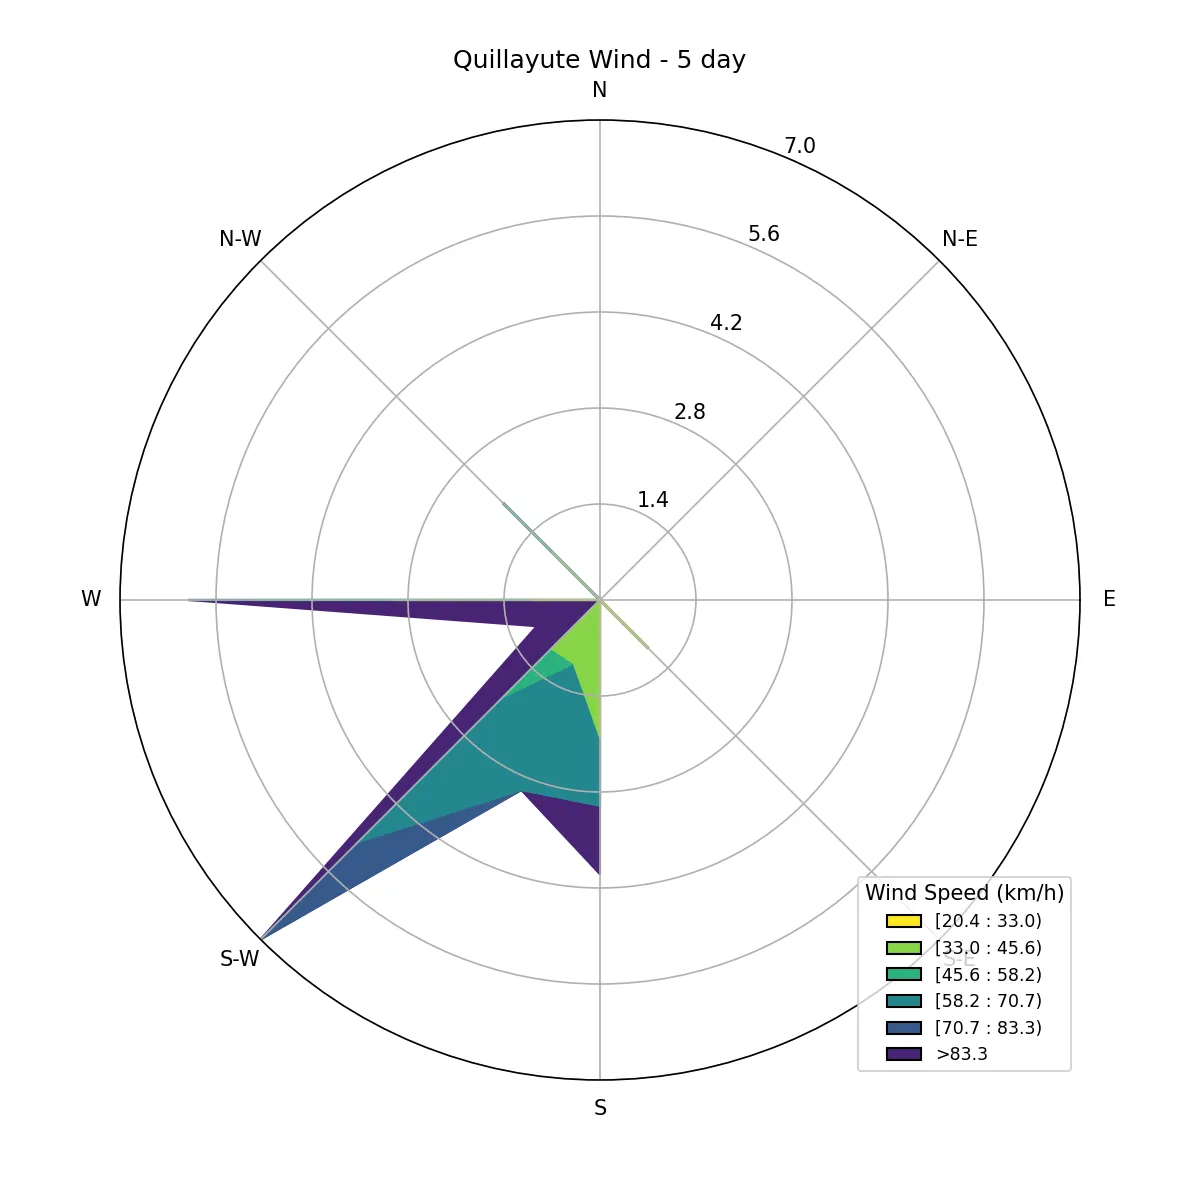 Quillayute Wind - 5 day
N
7.0
5.6
N-W
N-E
4.2
2.8
1.4
W
E
Wind Speed (km/h)
[20.4 : 33.0)
[33.0 : 45.6)
S-W
S-E
[45.6 : 58.2)
[58.2 : 70.7)
[70.7 : 83.3)
>83.3
S